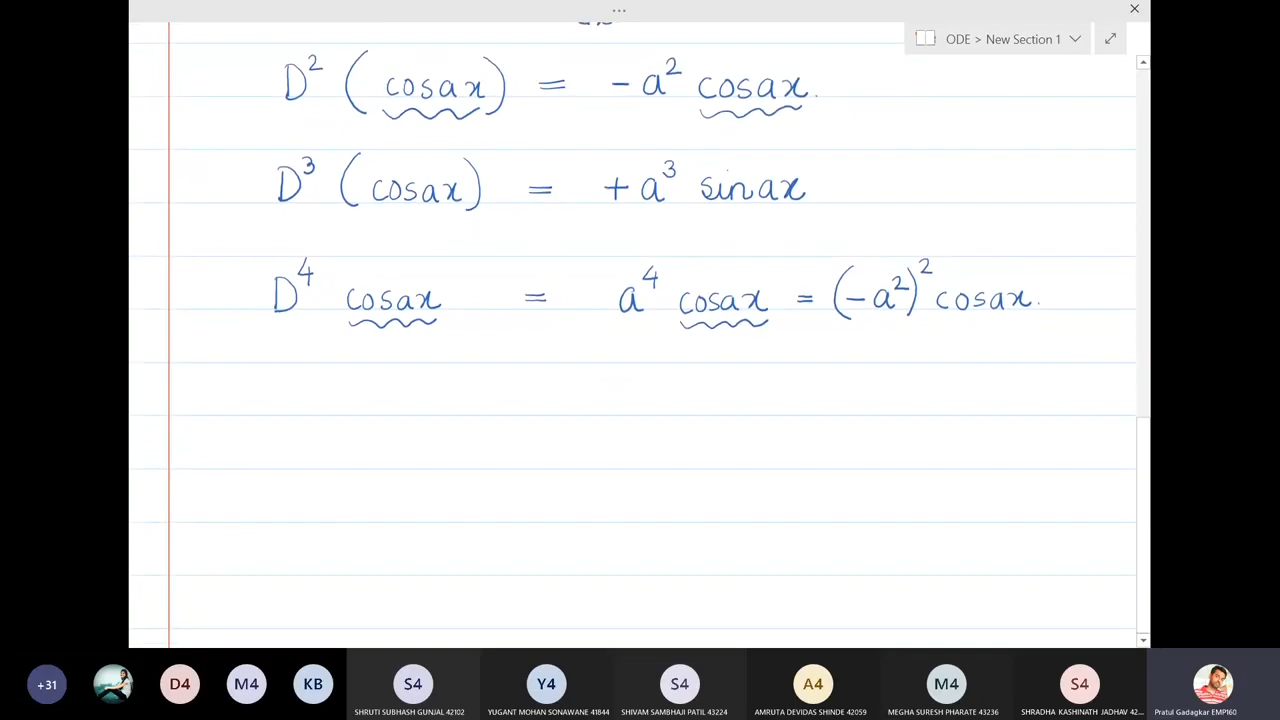 ODE > New Section 1
D² (cosax) = -a² cosax.
D³ (cosax) = +a³ sinax
D⁴ cosax = a⁴ cosax = (-a²)² cosax.
+31
D4
M4
KB
S4
Y4
S4
A4
M4
S4
SHRUTI SUBHASH GUNJAL 42102
YUGANT MOHAN SONAWANE 41844
SHIVAM SAMBHAJI PATIL 43224
AMRUTA DEVIDAS SHINDE 42059
MEGHA SURESH PHARATE 43236
SHRADHA KASHINATH JADHAV 42...
Pratul Gadagkar EMP160